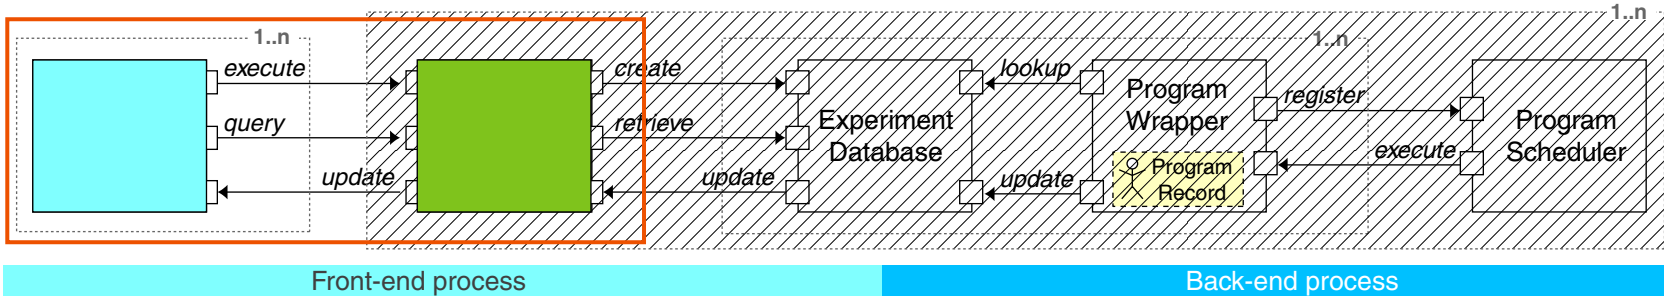 1..n
1..n
1..n
execute
create
lookup
query
retrieve
register
update
update
update
execute
Experiment
Database
Program
Wrapper
Program
Record
Program
Scheduler
Front-end process
Back-end process